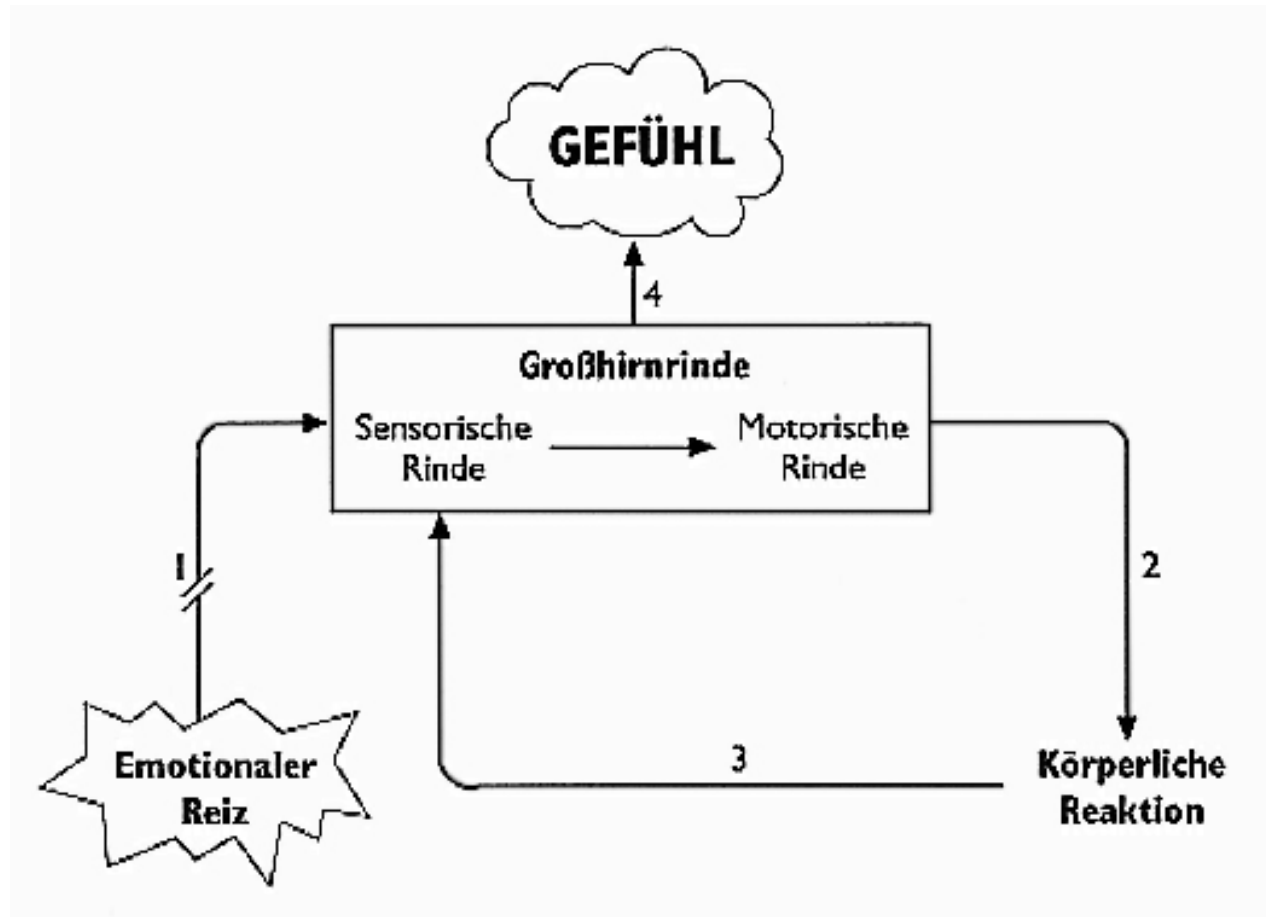 GEFÜHL
4
Großhirnrinde
Sensorische
Rinde
Motorische
Rinde
1
2
3
Emotionaler
Reiz
Körperliche
Reaktion